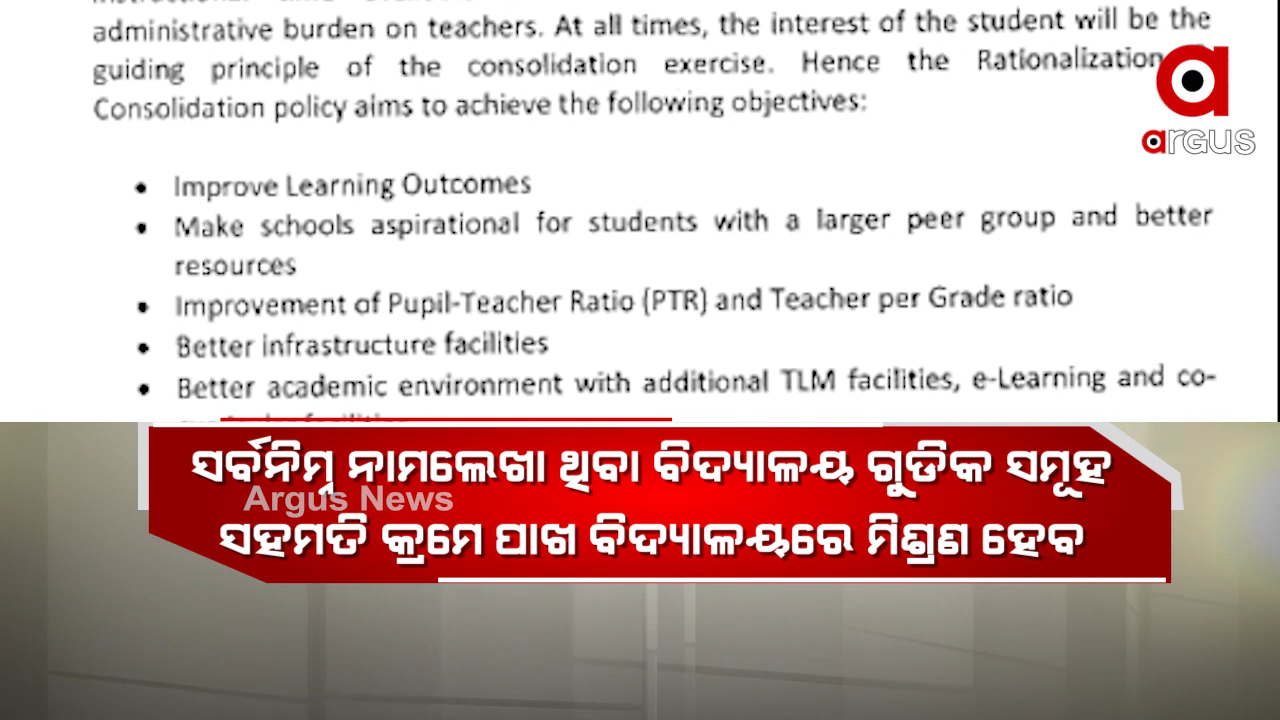 administrative burden on teachers. At all times, the interest of the student will be the
guiding principle of the consolidation exercise. Hence the Rationalization
Consolidation policy aims to achieve the following objectives:
argus
• Improve Learning Outcomes
• Make schools aspirational for students with a larger peer group and better
resources
• Improvement of Pupil-Teacher Ratio (PTR) and Teacher per Grade ratio
• Better infrastructure facilities
• Better academic environment with additional TLM facilities, e-Learning and co-
ସର୍ବନିମ୍ନ ନାମଲେଖା ଥିବା ବିଦ୍ୟାଳୟ ଗୁଡିକ ସମୂହ
Argus News
ସହମତି କ୍ରମେ ପାଖ ବିଦ୍ୟାଳୟରେ ମିଶ୍ରଣ ହେବ